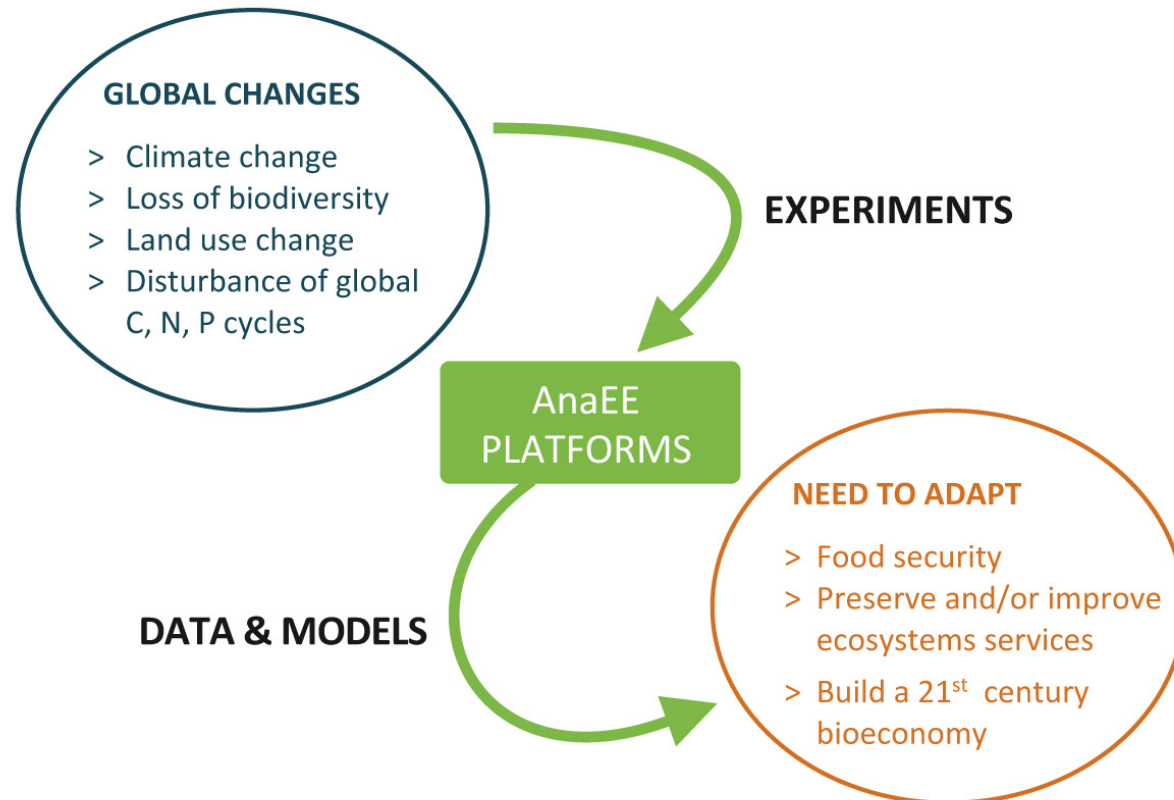 GLOBAL CHANGES
> Climate change
> Loss of biodiversity
> Land use change
> Disturbance of global
C, N, P cycles
EXPERIMENTS
AnaEE
PLATFORMS
DATA & MODELS
NEED TO ADAPT
> Food security
> Preserve and/or improve
ecosystems services
> Build a 21st century
bioeconomy